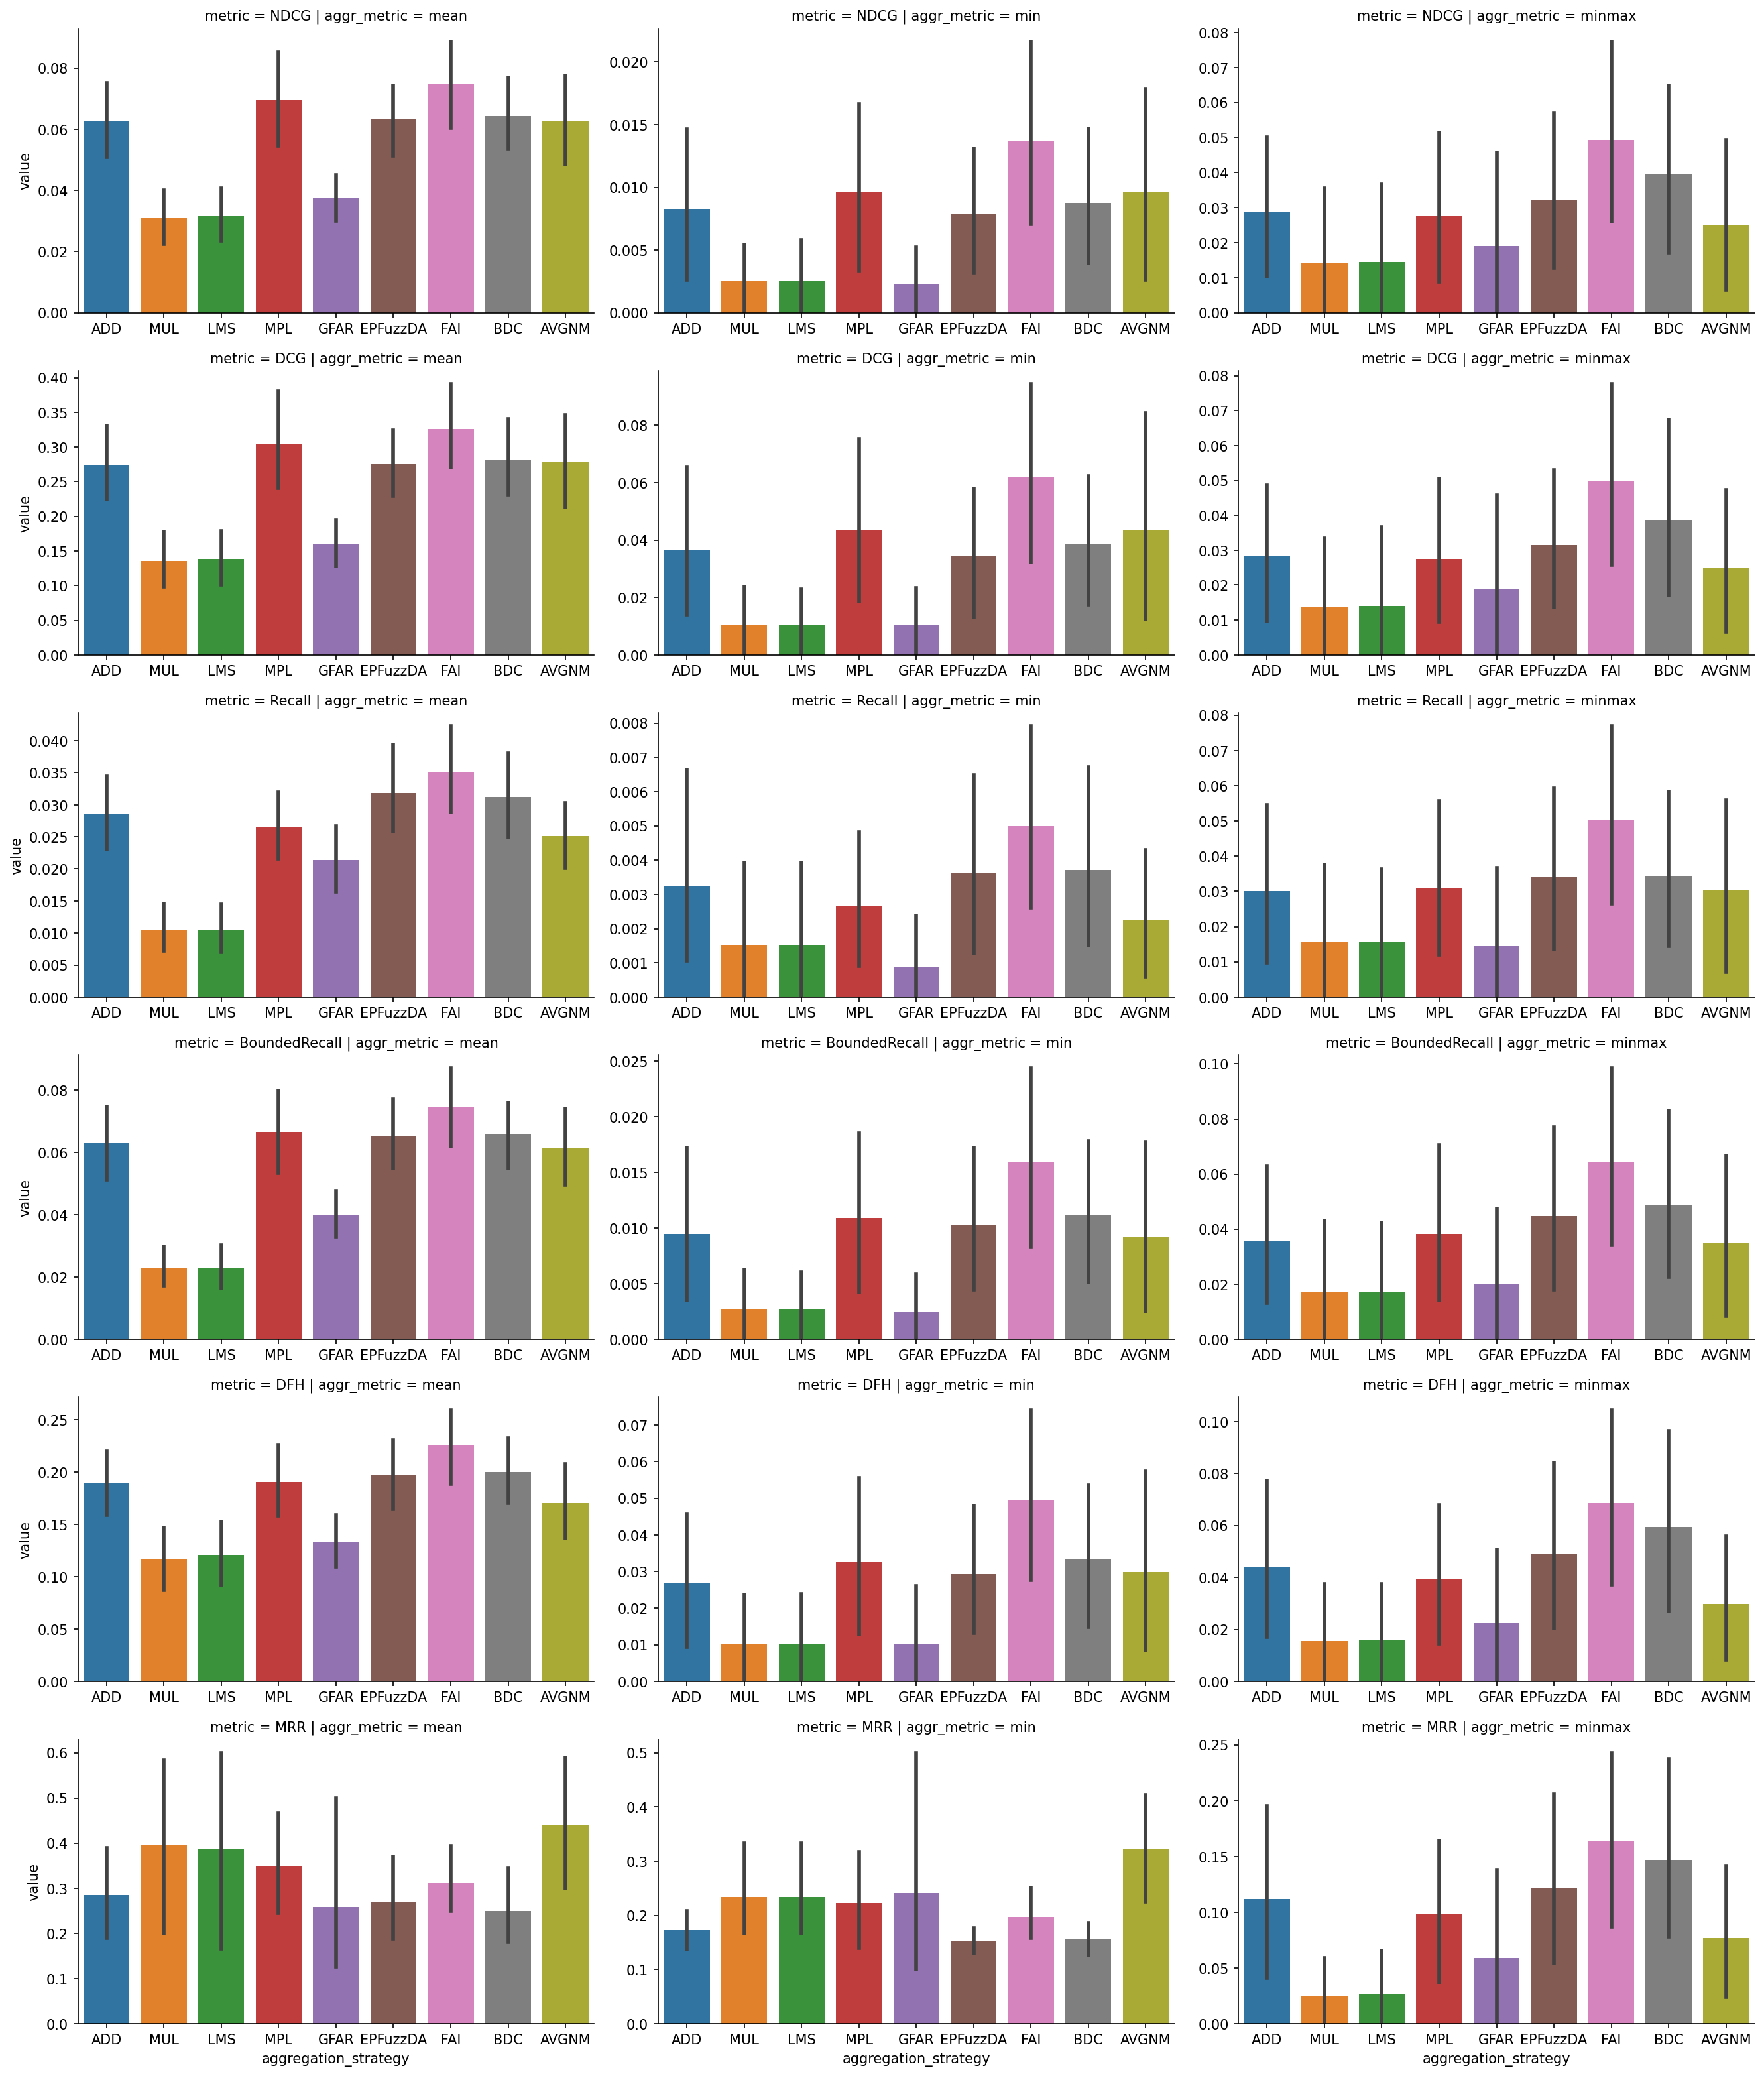 metric = NDCG | aggr_metric = mean
metric = NDCG | aggr_metric = min
metric = NDCG | aggr_metric = minmax
value
0.08
0.06
0.04
0.02
0.00
ADD MUL LMS MPL GFAR EPFuzzDA FAI BDC AVGNM
0.020
0.015
0.010
0.005
0.000
ADD MUL LMS MPL GFAR EPFuzzDA FAI BDC AVGNM
0.08
0.07
0.06
0.05
0.04
0.03
0.02
0.01
0.00
ADD MUL LMS MPL GFAR EPFuzzDA FAI BDC AVGNM
metric = DCG | aggr_metric = mean
metric = DCG | aggr_metric = min
metric = DCG | aggr_metric = minmax
value
0.40
0.35
0.30
0.25
0.20
0.15
0.10
0.05
0.00
ADD MUL LMS MPL GFAR EPFuzzDA FAI BDC AVGNM
0.08
0.06
0.04
0.02
0.00
ADD MUL LMS MPL GFAR EPFuzzDA FAI BDC AVGNM
0.08
0.07
0.06
0.05
0.04
0.03
0.02
0.01
0.00
ADD MUL LMS MPL GFAR EPFuzzDA FAI BDC AVGNM
metric = Recall | aggr_metric = mean
metric = Recall | aggr_metric = min
metric = Recall | aggr_metric = minmax
value
0.040
0.035
0.030
0.025
0.020
0.015
0.010
0.005
0.000
ADD MUL LMS MPL GFAR EPFuzzDA FAI BDC AVGNM
0.008
0.007
0.006
0.005
0.004
0.003
0.002
0.001
0.000
ADD MUL LMS MPL GFAR EPFuzzDA FAI BDC AVGNM
0.08
0.07
0.06
0.05
0.04
0.03
0.02
0.01
0.00
ADD MUL LMS MPL GFAR EPFuzzDA FAI BDC AVGNM
metric = BoundedRecall | aggr_metric = mean
metric = BoundedRecall | aggr_metric = min
metric = BoundedRecall | aggr_metric = minmax
value
0.08
0.06
0.04
0.02
0.00
ADD MUL LMS MPL GFAR EPFuzzDA FAI BDC AVGNM
0.025
0.020
0.015
0.010
0.005
0.000
ADD MUL LMS MPL GFAR EPFuzzDA FAI BDC AVGNM
0.10
0.08
0.06
0.04
0.02
0.00
ADD MUL LMS MPL GFAR EPFuzzDA FAI BDC AVGNM
metric = DFH | aggr_metric = mean
metric = DFH | aggr_metric = min
metric = DFH | aggr_metric = minmax
value
0.25
0.20
0.15
0.10
0.05
0.00
ADD MUL LMS MPL GFAR EPFuzzDA FAI BDC AVGNM
0.07
0.06
0.05
0.04
0.03
0.02
0.01
0.00
ADD MUL LMS MPL GFAR EPFuzzDA FAI BDC AVGNM
0.10
0.08
0.06
0.04
0.02
0.00
ADD MUL LMS MPL GFAR EPFuzzDA FAI BDC AVGNM
metric = MRR | aggr_metric = mean
metric = MRR | aggr_metric = min
metric = MRR | aggr_metric = minmax
value
0.6
0.5
0.4
0.3
0.2
0.1
0.0
ADD MUL LMS MPL GFAR EPFuzzDA FAI BDC AVGNM
aggregation_strategy
0.5
0.4
0.3
0.2
0.1
0.0
ADD MUL LMS MPL GFAR EPFuzzDA FAI BDC AVGNM
aggregation_strategy
0.25
0.20
0.15
0.10
0.05
0.00
ADD MUL LMS MPL GFAR EPFuzzDA FAI BDC AVGNM
aggregation_strategy